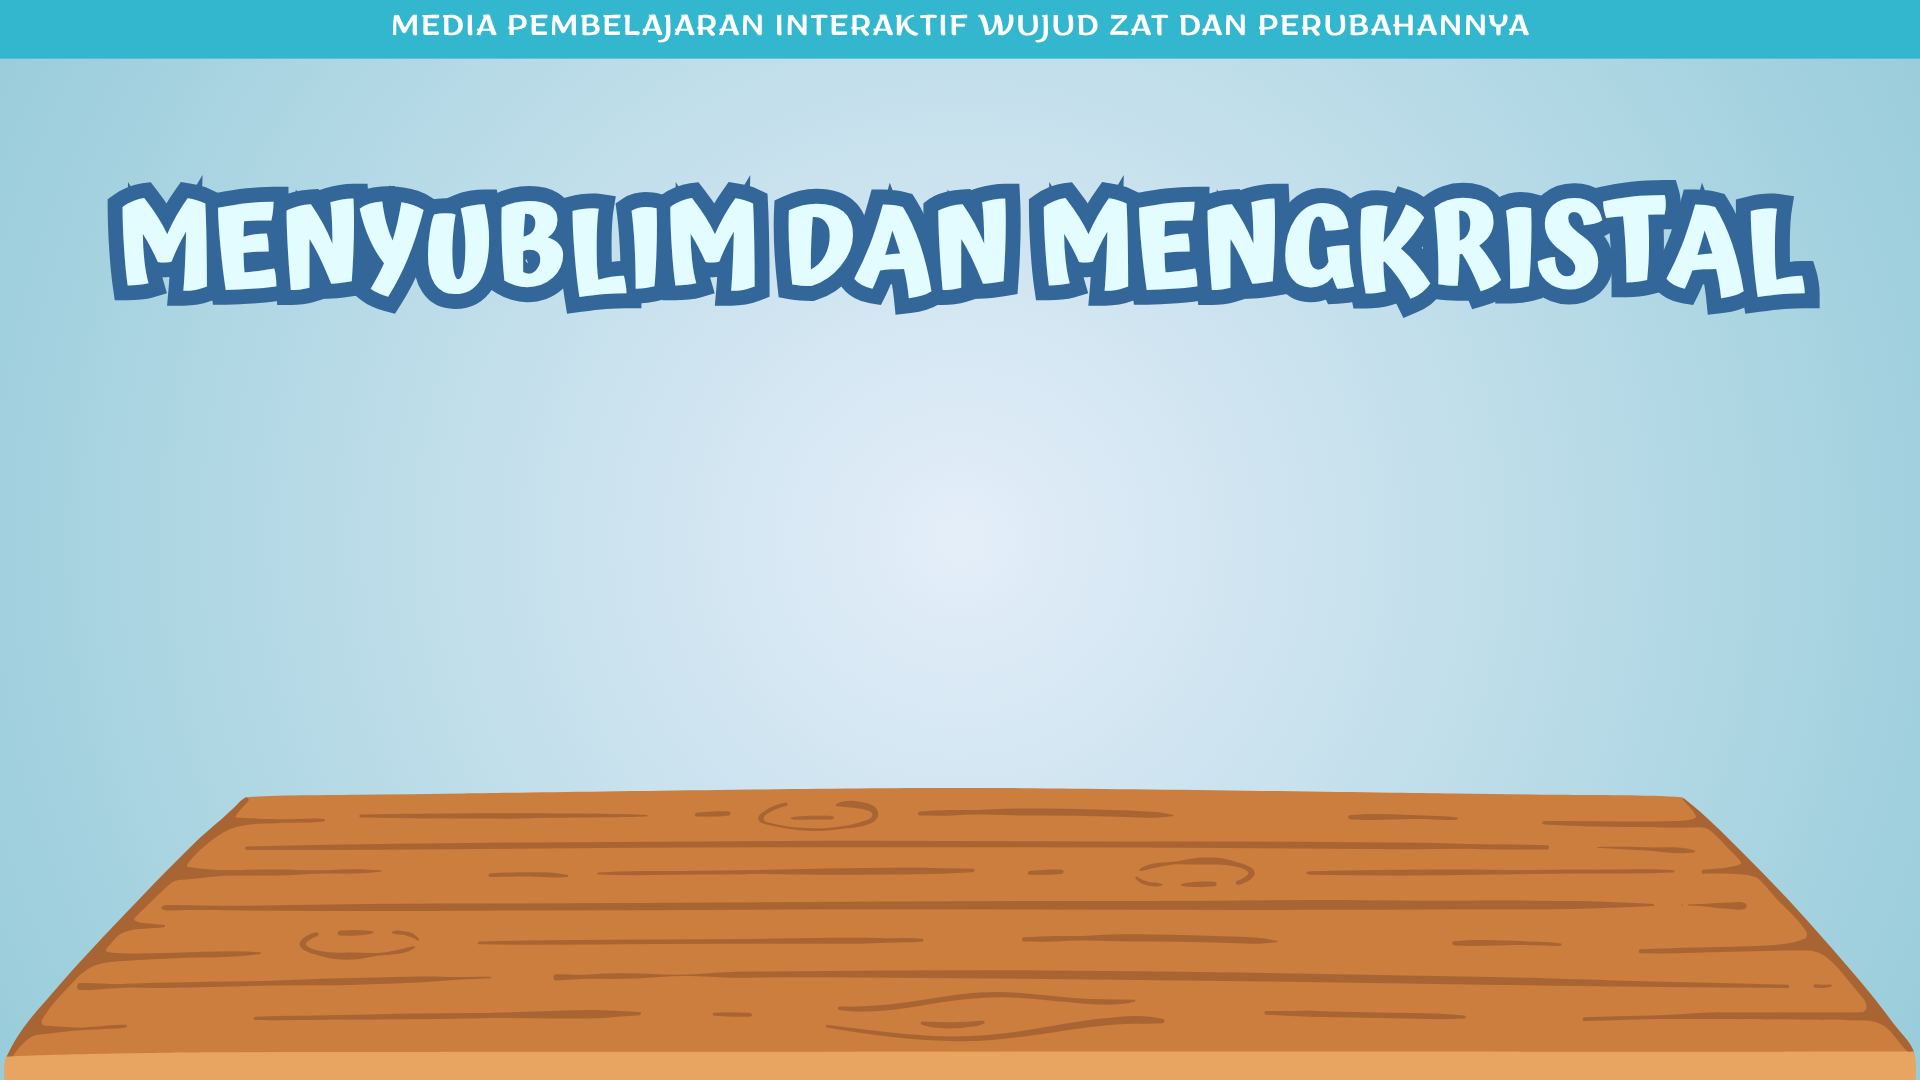 MEDIA PEMBELAJARAN INTERAKTIF WUJUD ZAT DAN PERUBAHANNYA
MENYUBLIM DAN MENGKRISTAL